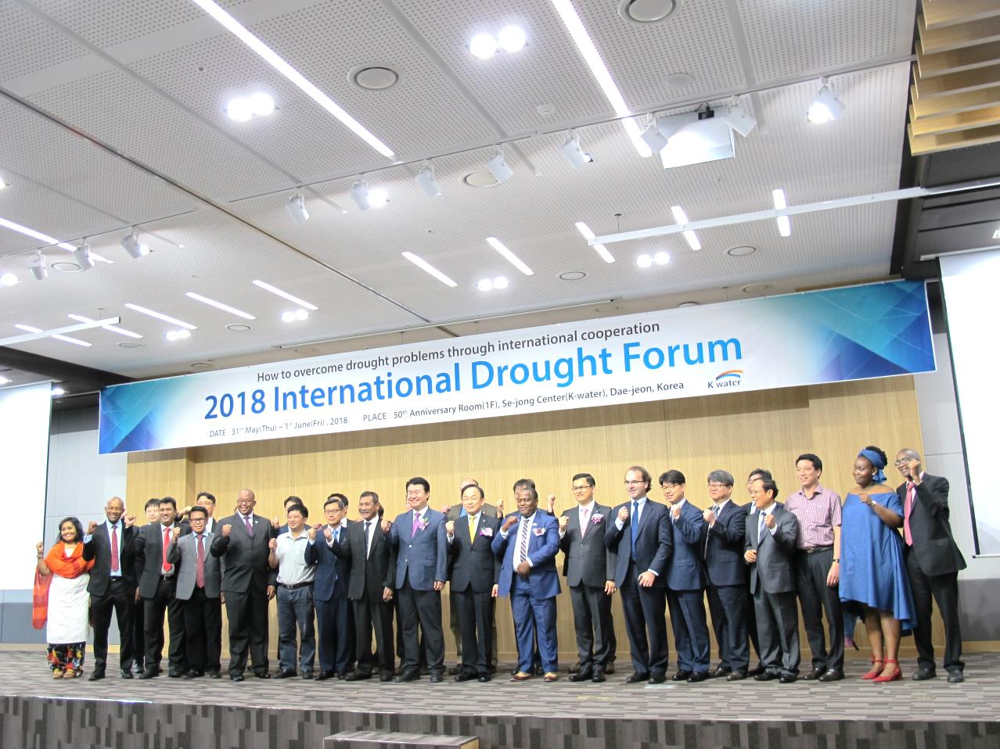 How to overcome drought problems through international cooperation
2018 International Drought Forum
DATE | 31st May(Thu) – 1st June(Fri) , 2018 PLACE | 50th Anniversary Room(1F), Se-jong Center(K-water), Dae-jeon, Korea
K water